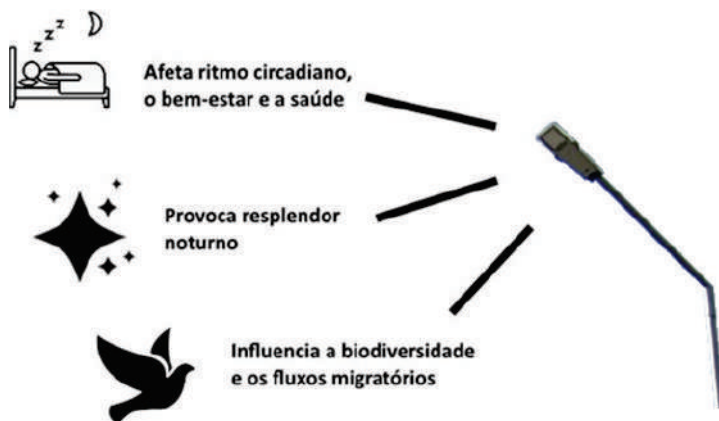 z z z
Afeta ritmo circadiano,
o bem-estar e a saúde
Provoca resplendor
noturno
Influencia a biodiversidade
e os fluxos migratórios